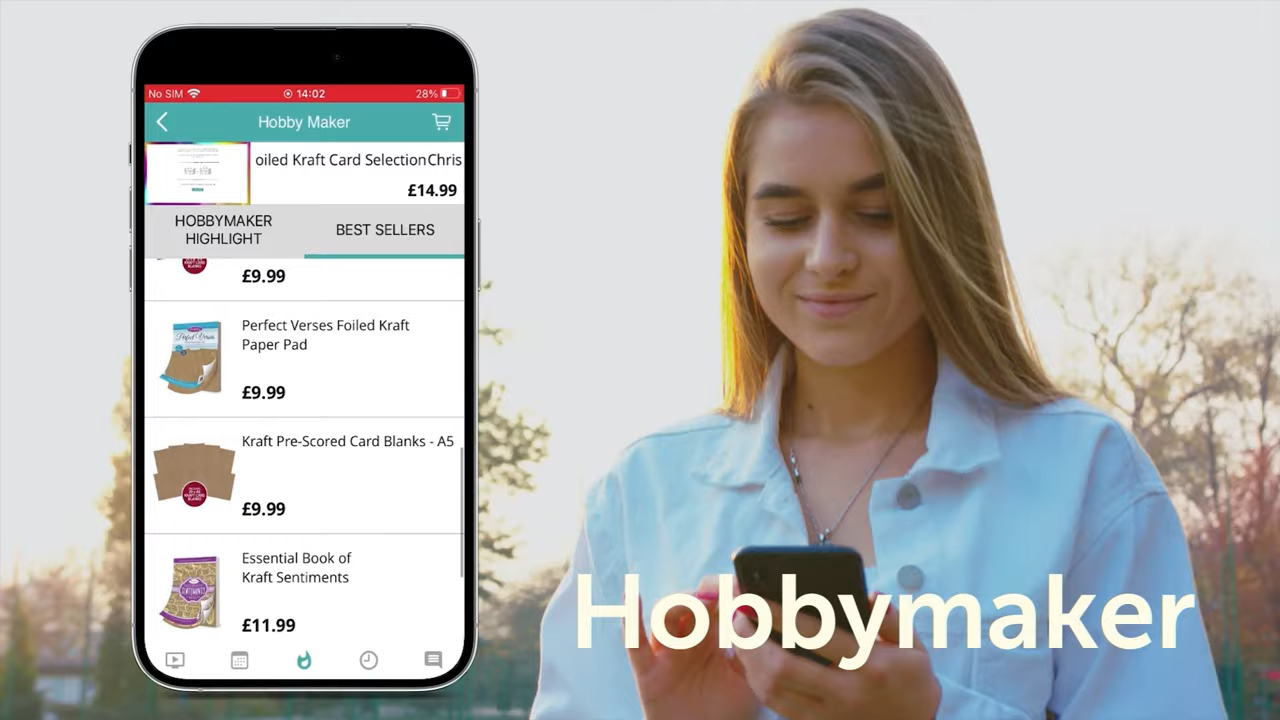 No SIM 14:02 28%
Hobby Maker
oiled Kraft Card Selection Chris
£14.99
HOBBYMAKER
HIGHLIGHT
BEST SELLERS
£9.99
Perfect Verses Foiled Kraft
Paper Pad
£9.99
Kraft Pre-Scored Card Blanks - A5
£9.99
Essential Book of
Kraft Sentiments
£11.99
Hobbymaker